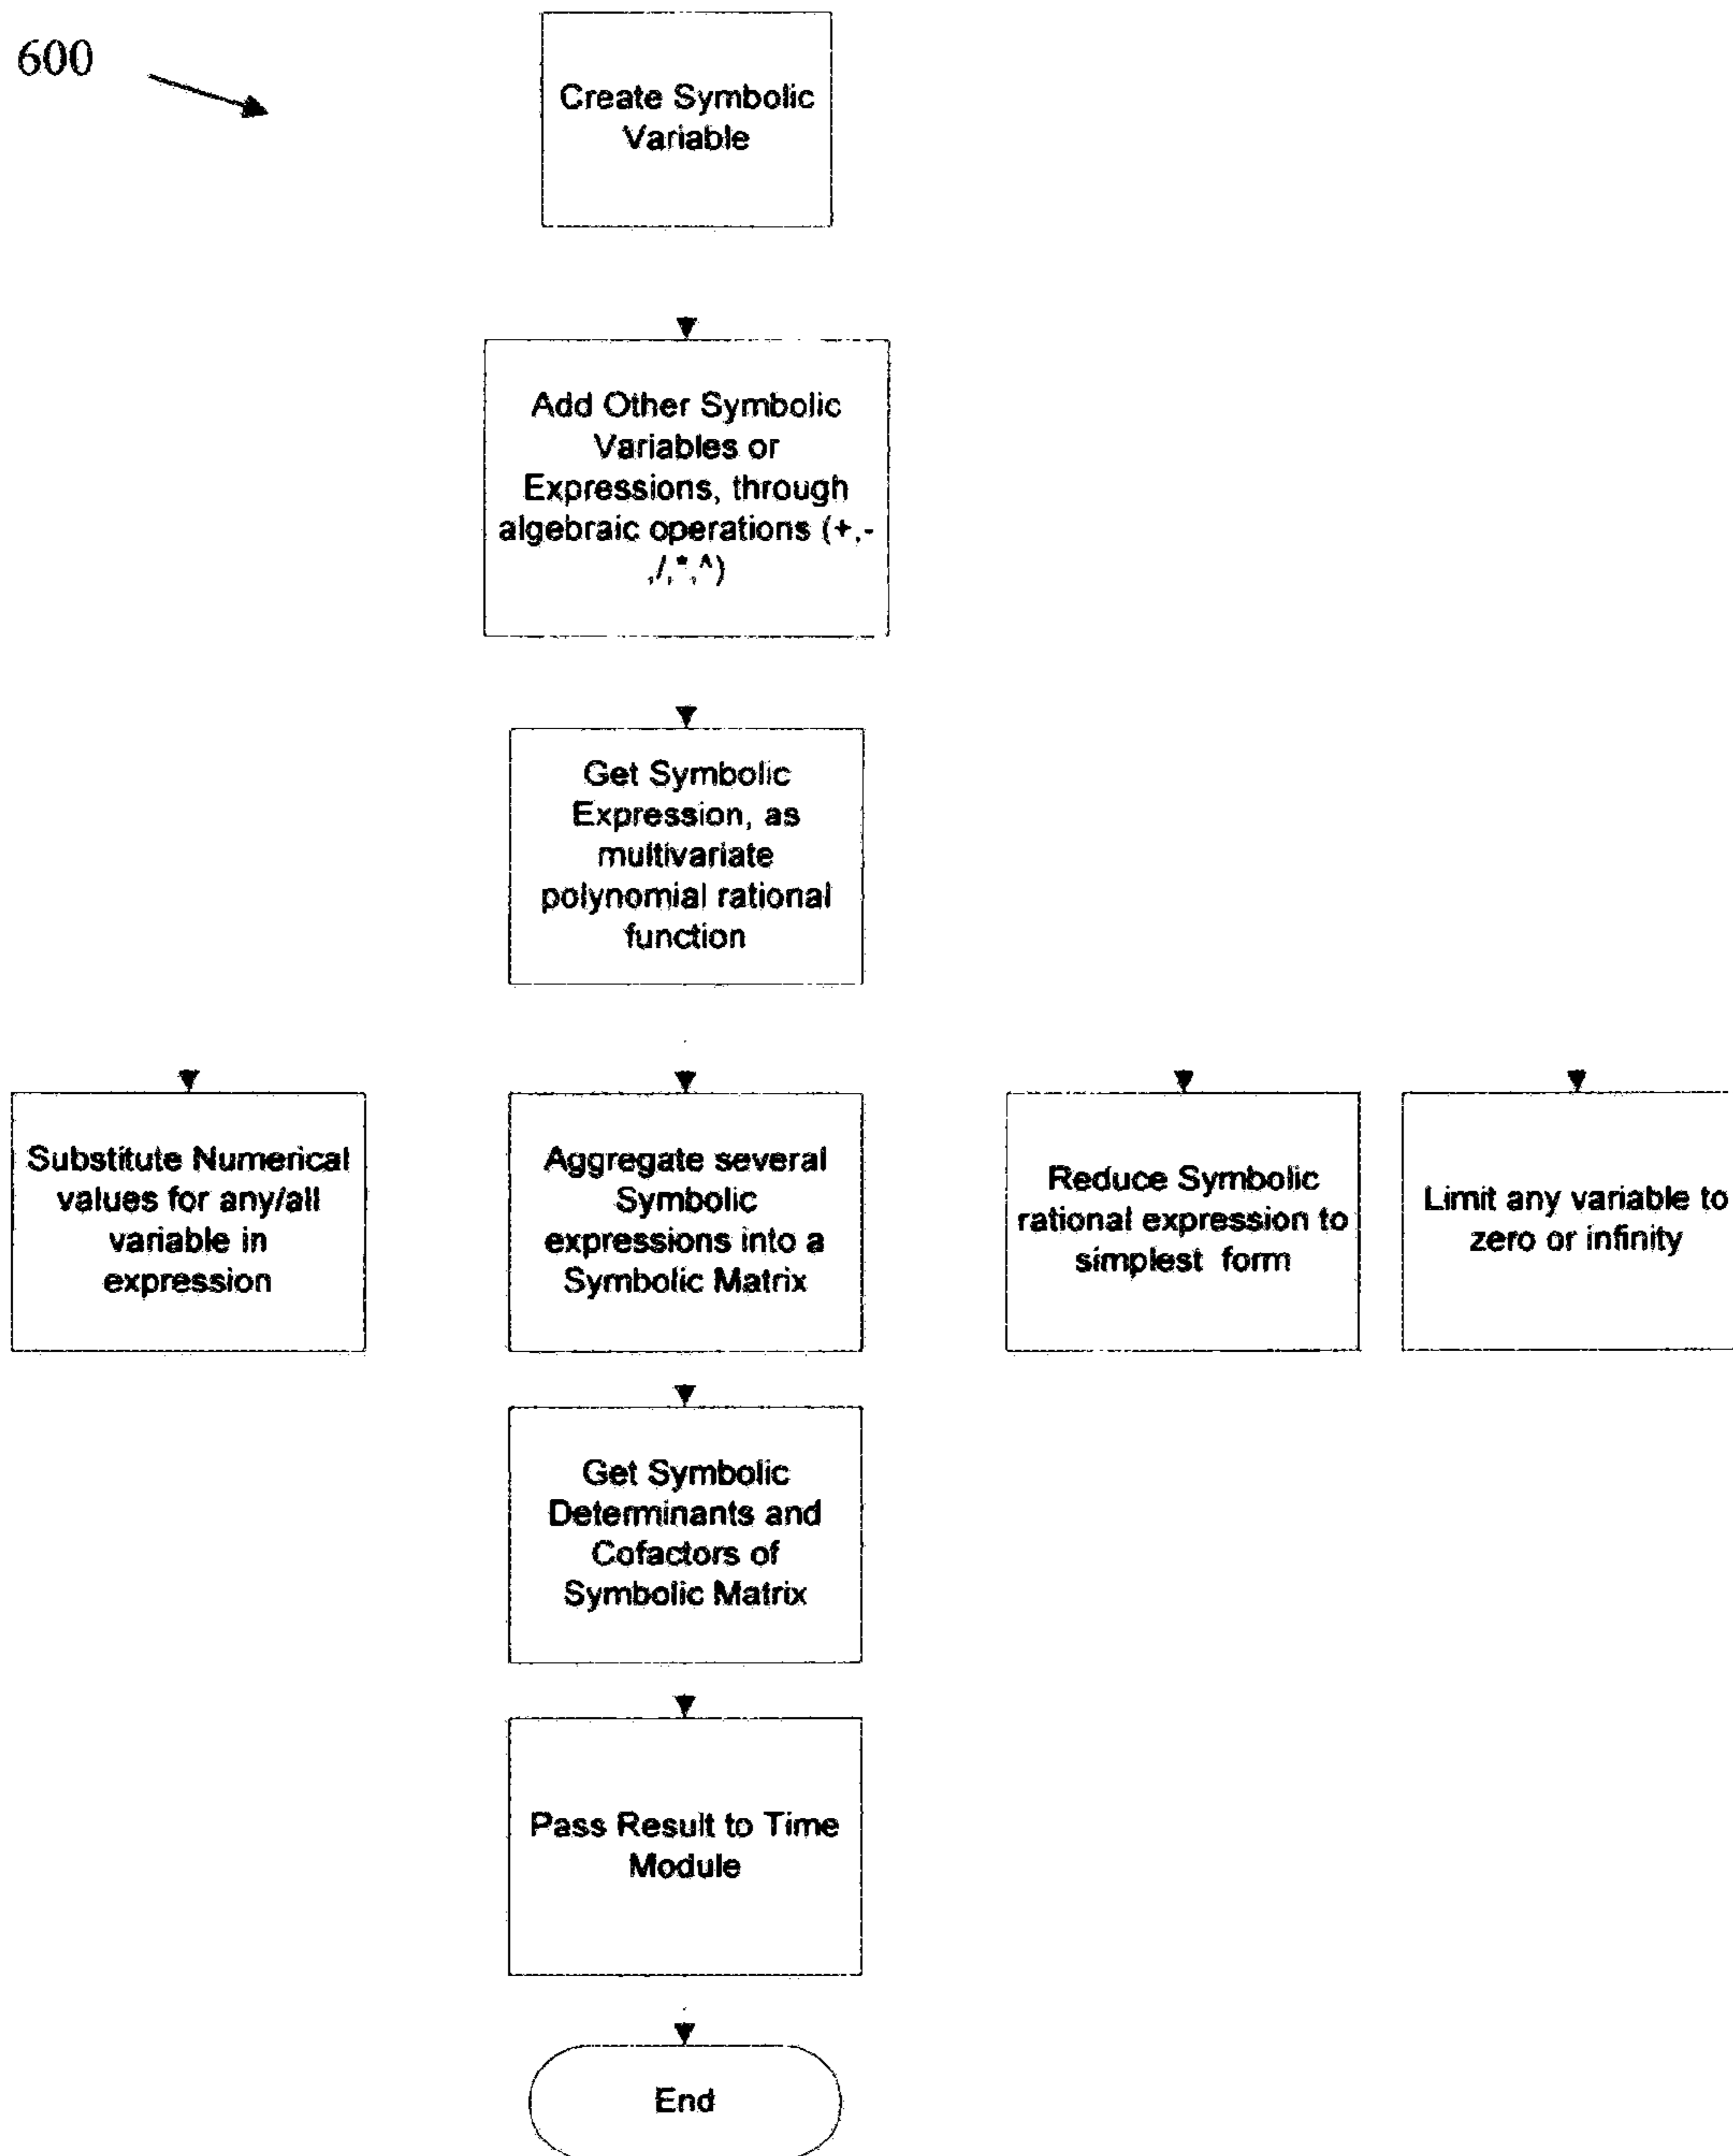 600
Create Symbolic
Variable
Add Other Symbolic
Variables or
Expressions, through
algebraic operations (+,-
,/,*,^)
Get Symbolic
Expression, as
multivariate
polynomial rational
function
Substitute Numerical
values for any/all
variable in
expression
Aggregate several
Symbolic
expressions into a
Symbolic Matrix
Reduce Symbolic
rational expression to
simplest form
Limit any variable to
zero or infinity
Get Symbolic
Determinants and
Cofactors of
Symbolic Matrix
Pass Result to Time
Module
End